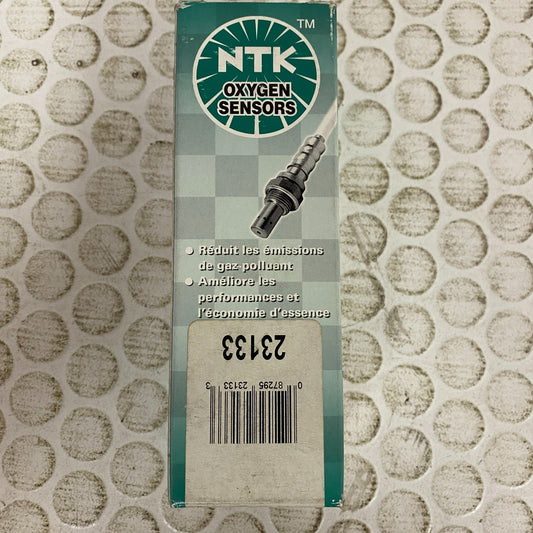 NTK
TM
OXYGEN
SENSORS
• Réduit les émissions
de gaz polluant
• Améliore les
performances et
l'économie d'essence
23133
0 87295 23133 3